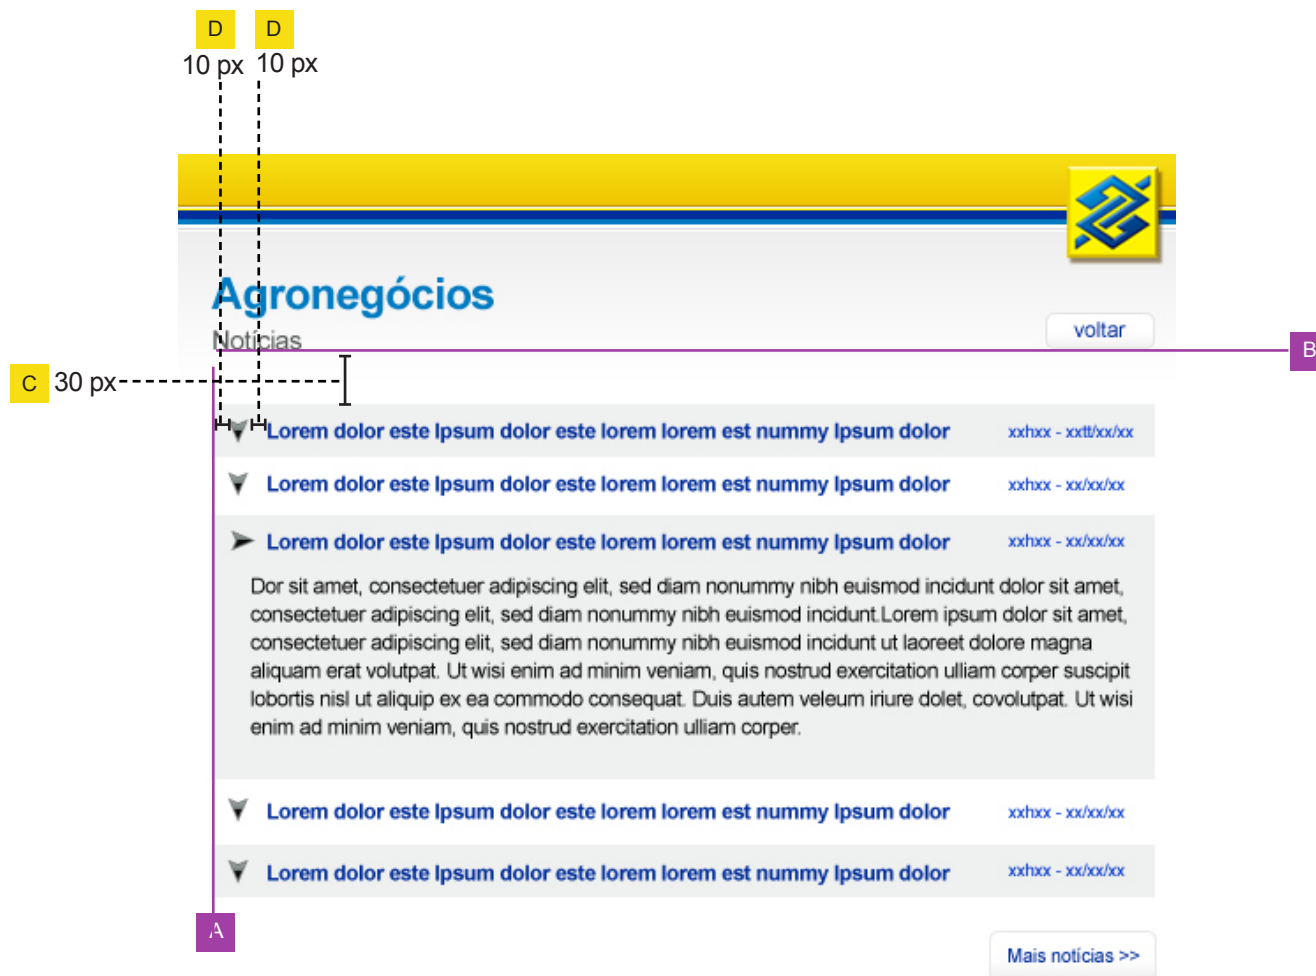 D D
10 px 10 px
Agronegócios
Notícias
voltar
B
C 30 px
Lorem dolor este Ipsum dolor este lorem lorem est nummy Ipsum dolor xxhxx - xxtt/xx/xx
Lorem dolor este Ipsum dolor este lorem lorem est nummy Ipsum dolor xxhxx - xx/xx/xx
Lorem dolor este Ipsum dolor este lorem lorem est nummy Ipsum dolor xxhxx - xx/xx/xx
Dor sit amet, consectetuer adipiscing elit, sed diam nonummy nibh euismod incidunt dolor sit amet,
consectetuer adipiscing elit, sed diam nonummy nibh euismod incidunt.Lorem ipsum dolor sit amet,
consectetuer adipiscing elit, sed diam nonummy nibh euismod incidunt ut laoreet dolore magna
aliquam erat volutpat. Ut wisi enim ad minim veniam, quis nostrud exercitation ulliam corper suscipit
lobortis nisl ut aliquip ex ea commodo consequat. Duis autem veleum iriure dolet, covolutpat. Ut wisi
enim ad minim veniam, quis nostrud exercitation ulliam corper.
Lorem dolor este Ipsum dolor este lorem lorem est nummy Ipsum dolor xxhxx - xx/xx/xx
Lorem dolor este Ipsum dolor este lorem lorem est nummy Ipsum dolor xxhxx - xx/xx/xx
A
Mais notícias >>